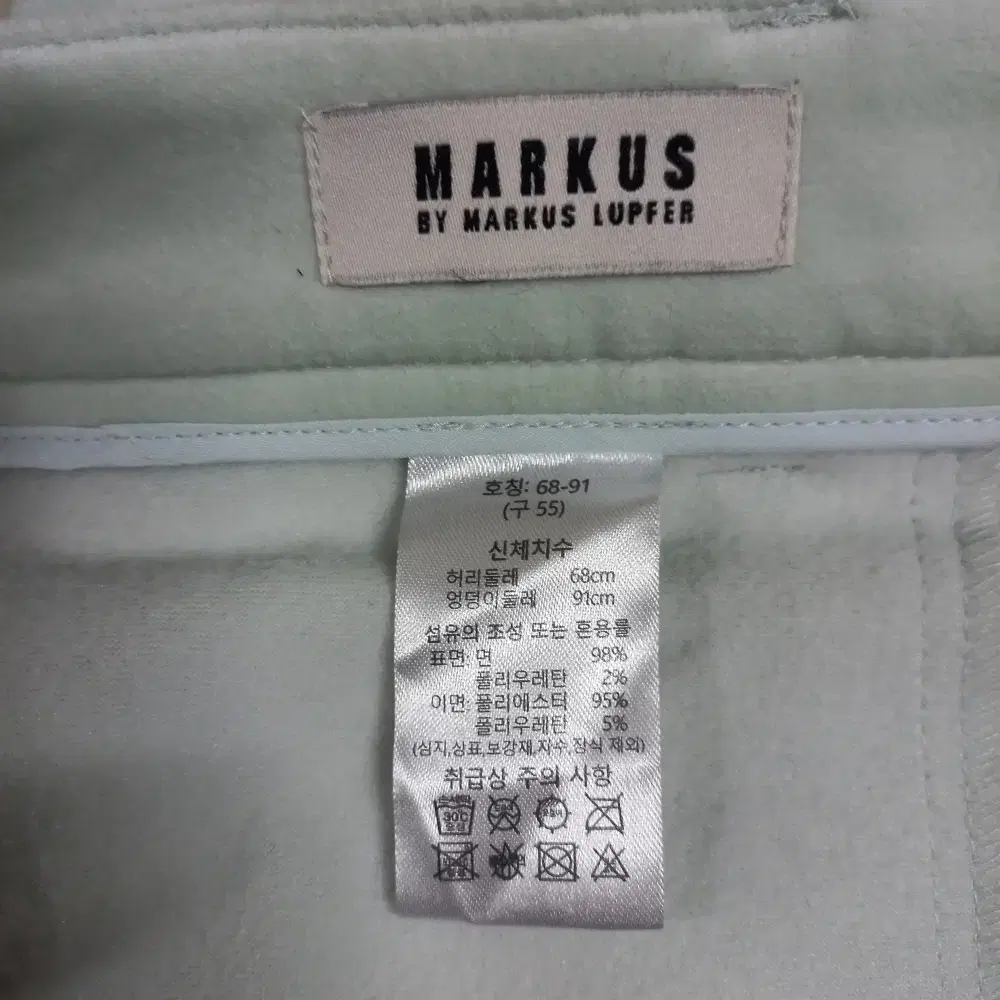 MARKUS
BY MARKUS LUPFER
호칭: 68-91
(구 55)
신체치수
허리둘레 68cm
엉덩이둘레 91cm
섬유의 조성 또는 혼용률
표면: 면 98%
폴리우레탄 2%
이면: 폴리에스터 95%
폴리우레탄 5%
(심지,상표,보강재,자수,장식 제외)
취급상 주의 사항
30C